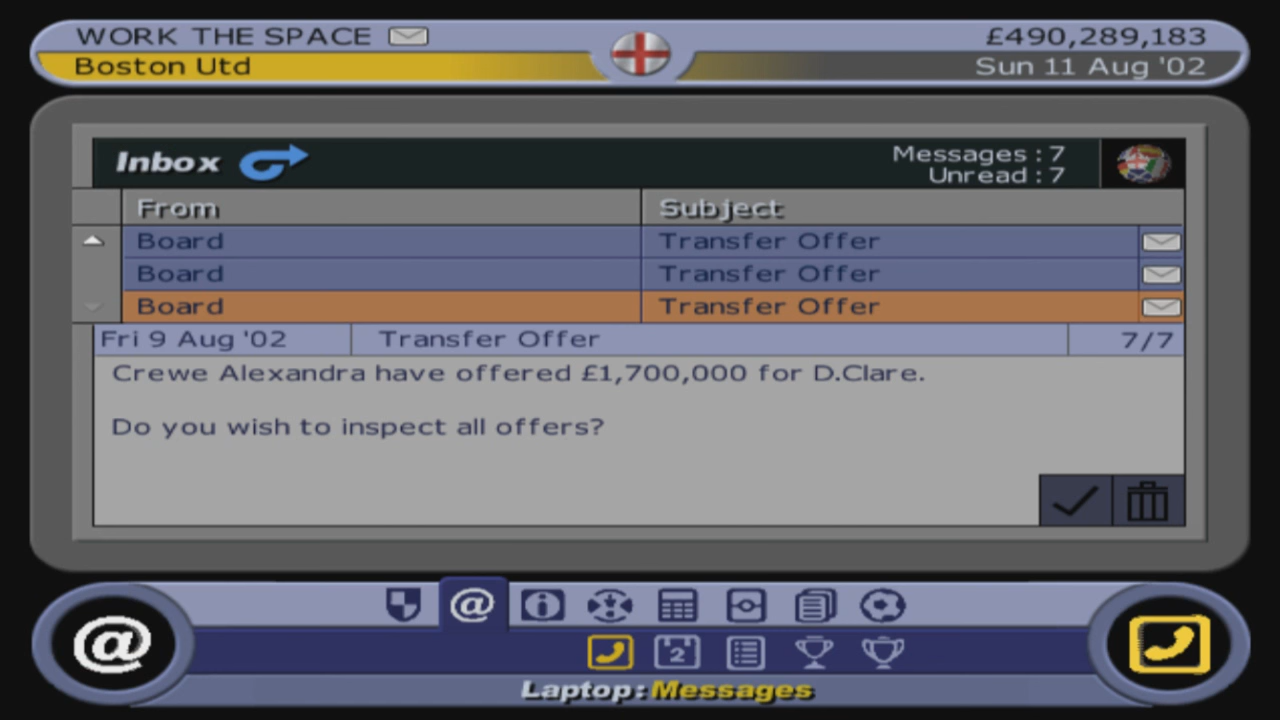 WORK THE SPACE
£490,289,183
Boston Utd
Sun 11 Aug '02
Inbox
Messages : 7
Unread : 7
From
Subject
Board
Transfer Offer
Board
Transfer Offer
Board
Transfer Offer
Fri 9 Aug '02
Transfer Offer
7/7
Crewe Alexandra have offered £1,700,000 for D.Clare.
Do you wish to inspect all offers?
@
@
2
Laptop:Messages